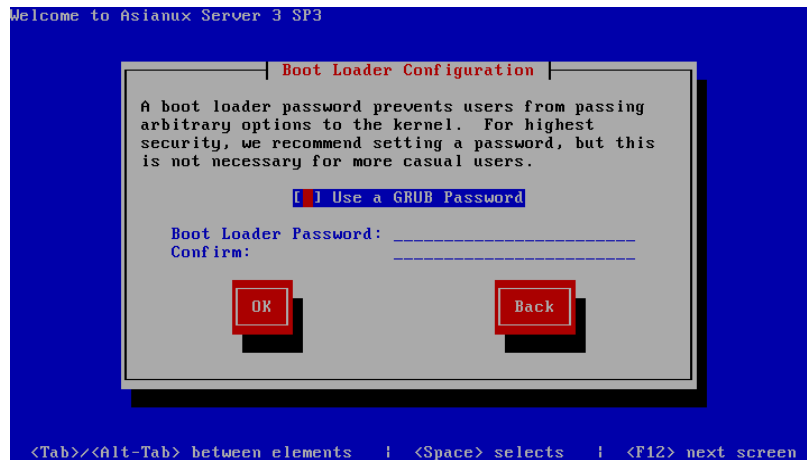 Welcome to Asianux Server 3 SP3
Boot Loader Configuration
A boot loader password prevents users from passing
arbitrary options to the kernel.  For highest
security, we recommend setting a password, but this
is not necessary for more casual users.
[ ] Use a GRUB Password
Boot Loader Password: ________________________
Confirm: ________________________
OK Back
<Tab>/<Alt-Tab> between elements | <Space> selects | <F12> next screen